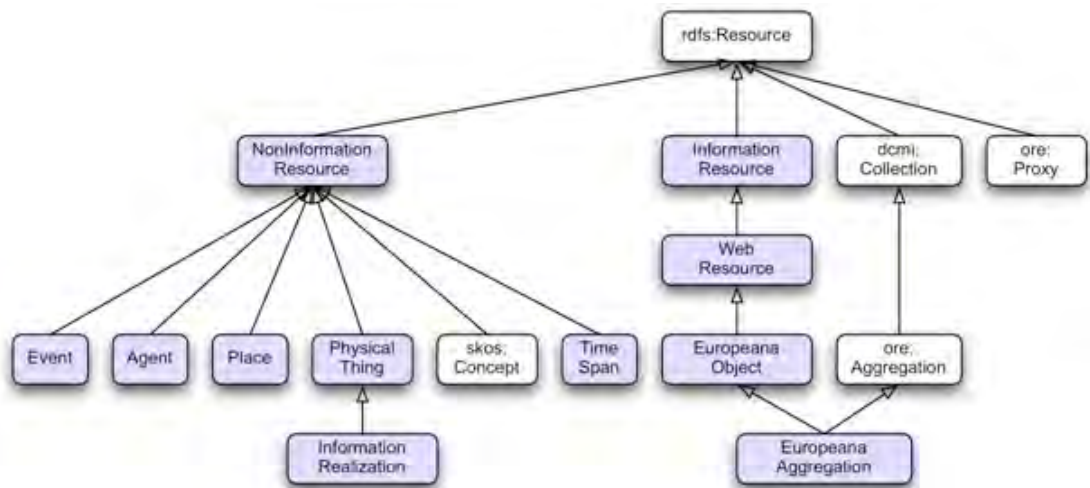 rdfs:Resource
NonInformation
Resource
Information
Resource
dcmi:
Collection
ore:
Proxy
Web
Resource
Event
Agent
Place
Physical
Thing
skos:
Concept
Time
Span
Europeana
Object
ore:
Aggregation
Information
Realization
Europeana
Aggregation